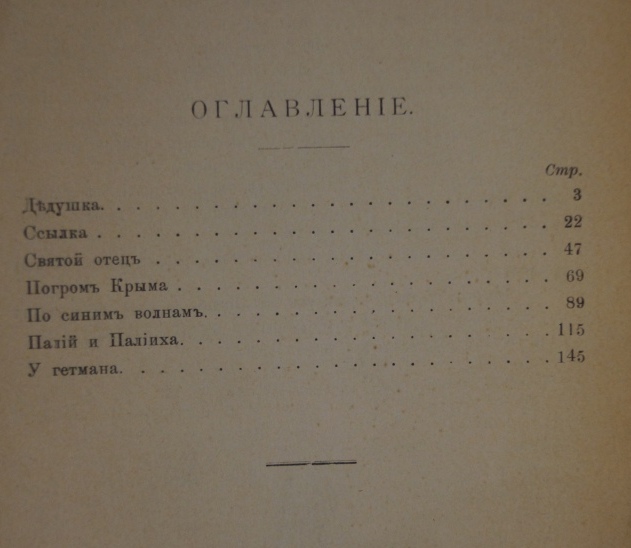 ОГЛАВЛЕНІЕ.
Стр.
Дѣдушка. . . . . . . . . . . . . . . . 3
Ссылка . . . . . . . . . . . . . . . . 22
Святой отецъ . . . . . . . . . . . . . . 47
Погромъ Крыма . . . . . . . . . . . . . 69
По синимъ волнамъ. . . . . . . . . . . . 89
Палій и Паліиха. . . . . . . . . . . . . 115
У гетмана. . . . . . . . . . . . . . . 145